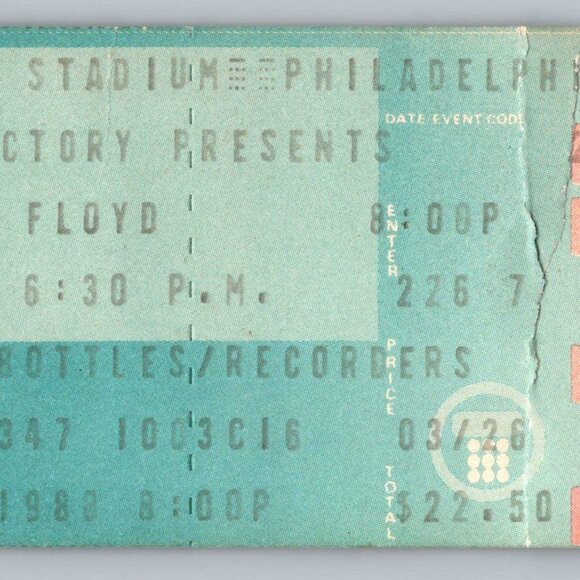 STADIUM PHILADELPH
DATE/EVENT CODE
CTORY PRESENTS
FLOYD 8:00P
6:30 P.M. 226 7
BOTTLES/RECORDERS
347 10C3C16 03/26
1988 8:00P $22.50
ENTER
PRICE
TOTAL